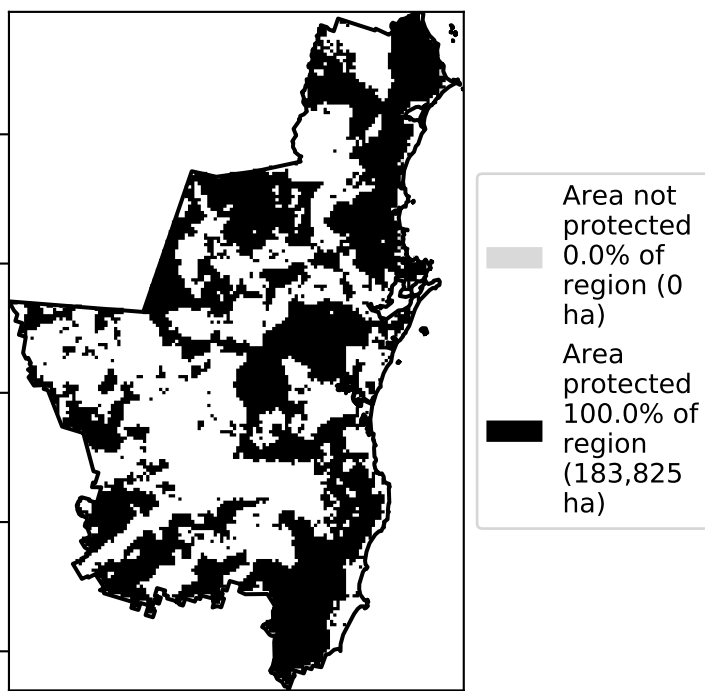 Area not
protected
0.0% of
region (0
ha)
Area
protected
100.0% of
region
(183,825
ha)